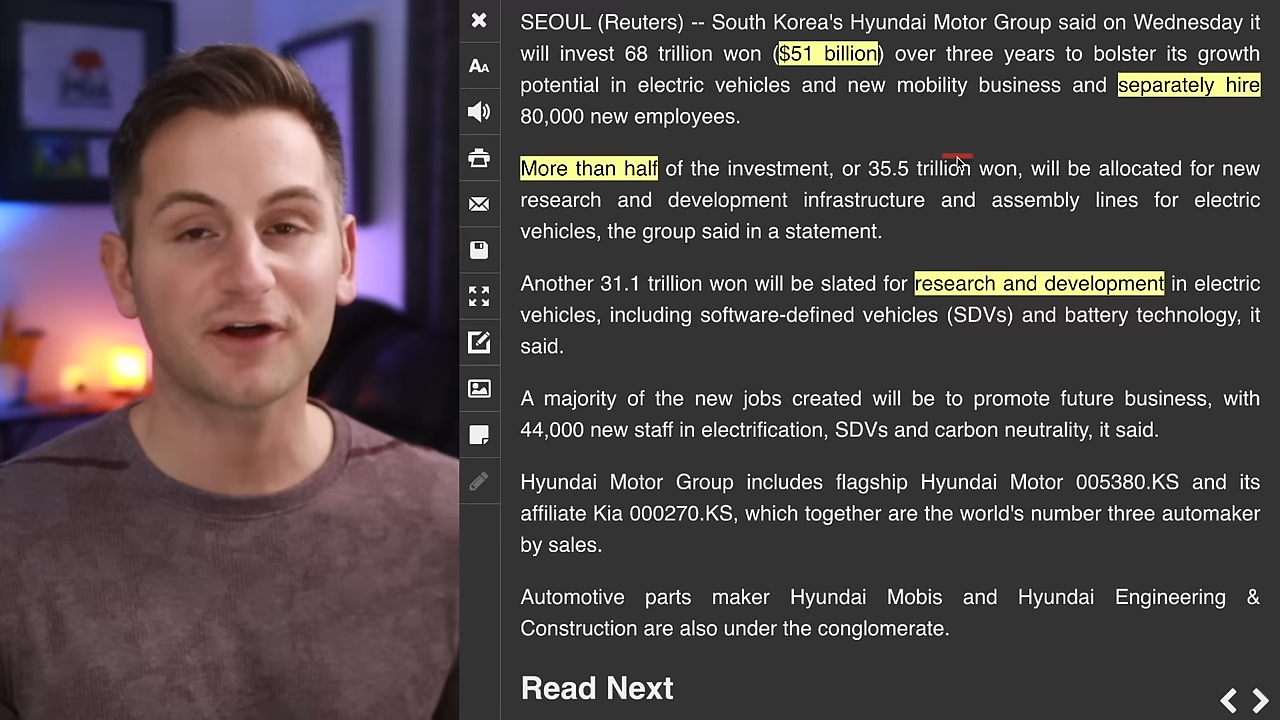 SEOUL (Reuters) -- South Korea's Hyundai Motor Group said on Wednesday it
will invest 68 trillion won ($51 billion) over three years to bolster its growth
potential in electric vehicles and new mobility business and separately hire
80,000 new employees.
More than half of the investment, or 35.5 trillion won, will be allocated for new
research and development infrastructure and assembly lines for electric
vehicles, the group said in a statement.
Another 31.1 trillion won will be slated for research and development in electric
vehicles, including software-defined vehicles (SDVs) and battery technology, it
said.
A majority of the new jobs created will be to promote future business, with
44,000 new staff in electrification, SDVs and carbon neutrality, it said.
Hyundai Motor Group includes flagship Hyundai Motor 005380.KS and its
affiliate Kia 000270.KS, which together are the world's number three automaker
by sales.
Automotive parts maker Hyundai Mobis and Hyundai Engineering &
Construction are also under the conglomerate.
Read Next
AA